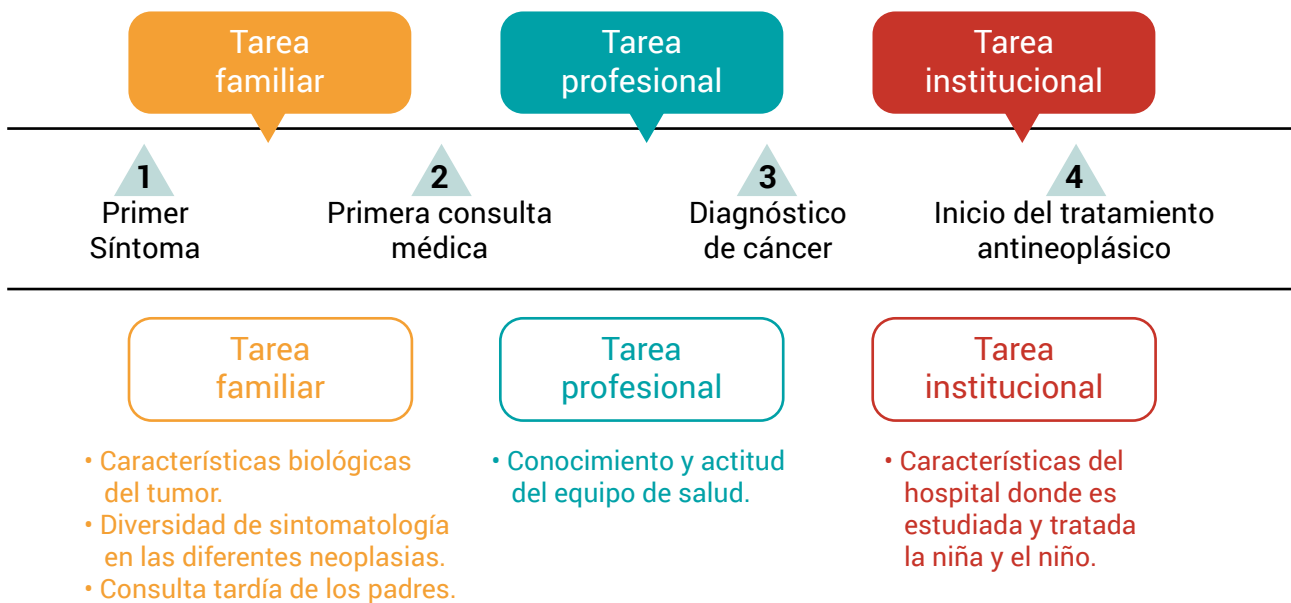 Tarea
familiar
Tarea
profesional
Tarea
institucional
1
Primer
Síntoma
2
Primera consulta
médica
3
Diagnóstico
de cáncer
4
Inicio del tratamiento
antineoplásico
Tarea
familiar
• Características biológicas
del tumor.
• Diversidad de sintomatología
en las diferentes neoplasias.
• Consulta tardía de los padres.
Tarea
profesional
• Conocimiento y actitud
del equipo de salud.
Tarea
institucional
• Características del
hospital donde es
estudiada y tratada
la niña y el niño.